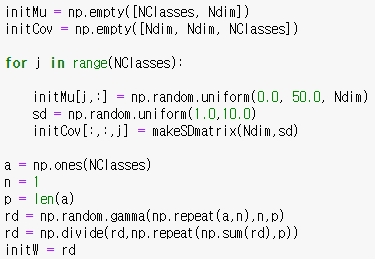 initMu = np.empty([NClasses, Ndim])
initCov = np.empty([Ndim, Ndim, NClasses])
for j in range(NClasses):
initMu[j,:] = np.random.uniform(0.0, 50.0, Ndim)
sd = np.random.uniform(1.0,10.0)
initCov[:,:,j] = makeSDmatrix(Ndim,sd)
a = np.ones(NClasses)
n = 1
p = len(a)
rd = np.random.gamma(np.repeat(a,n),n,p)
rd = np.divide(rd,np.repeat(np.sum(rd),p))
initW = rd